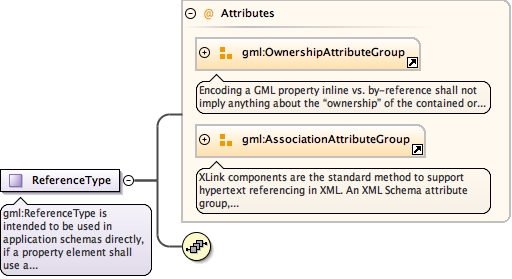 @ Attributes
gml:OwnershipAttributeGroup
Encoding a GML property inline vs. by-reference shall not
imply anything about the “ownership” of the contained or...
gml:AssociationAttributeGroup
XLink components are the standard method to support
hypertext referencing in XML. An XML Schema attribute
group,...
ReferenceType
gml:ReferenceType is
intended to be used in
application schemas directly,
if a property element shall
use a...